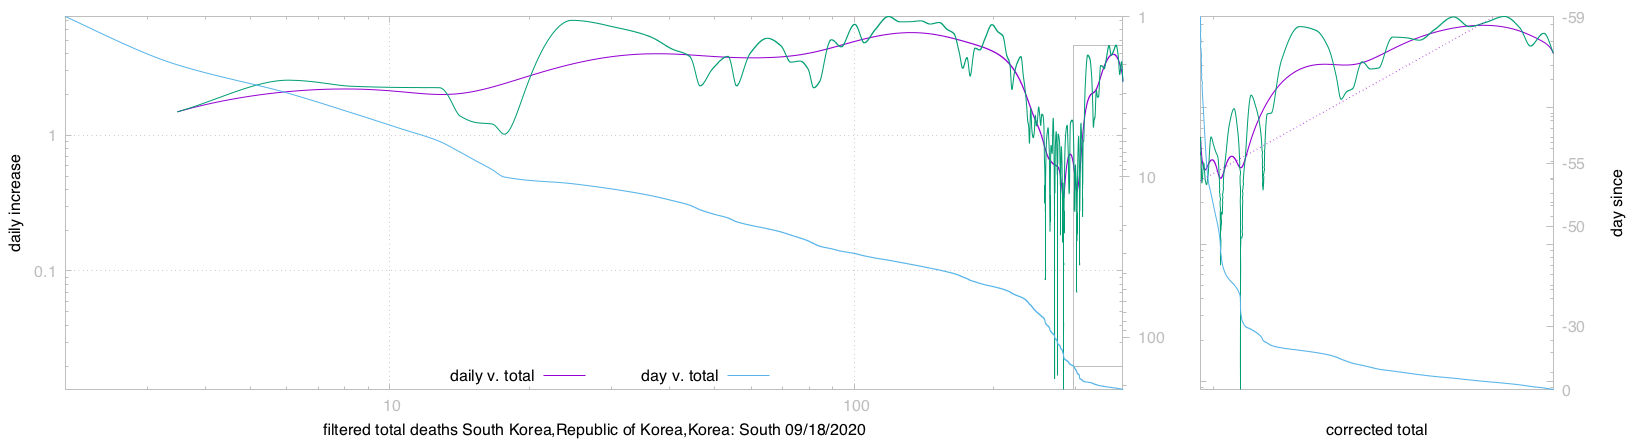 daily increase
1
0.1
10
100
1
10
100
daily v. total
day v. total
filtered total deaths South Korea,Republic of Korea,Korea: South 09/18/2020
-59
-55
-50
-30
0
day since
corrected total